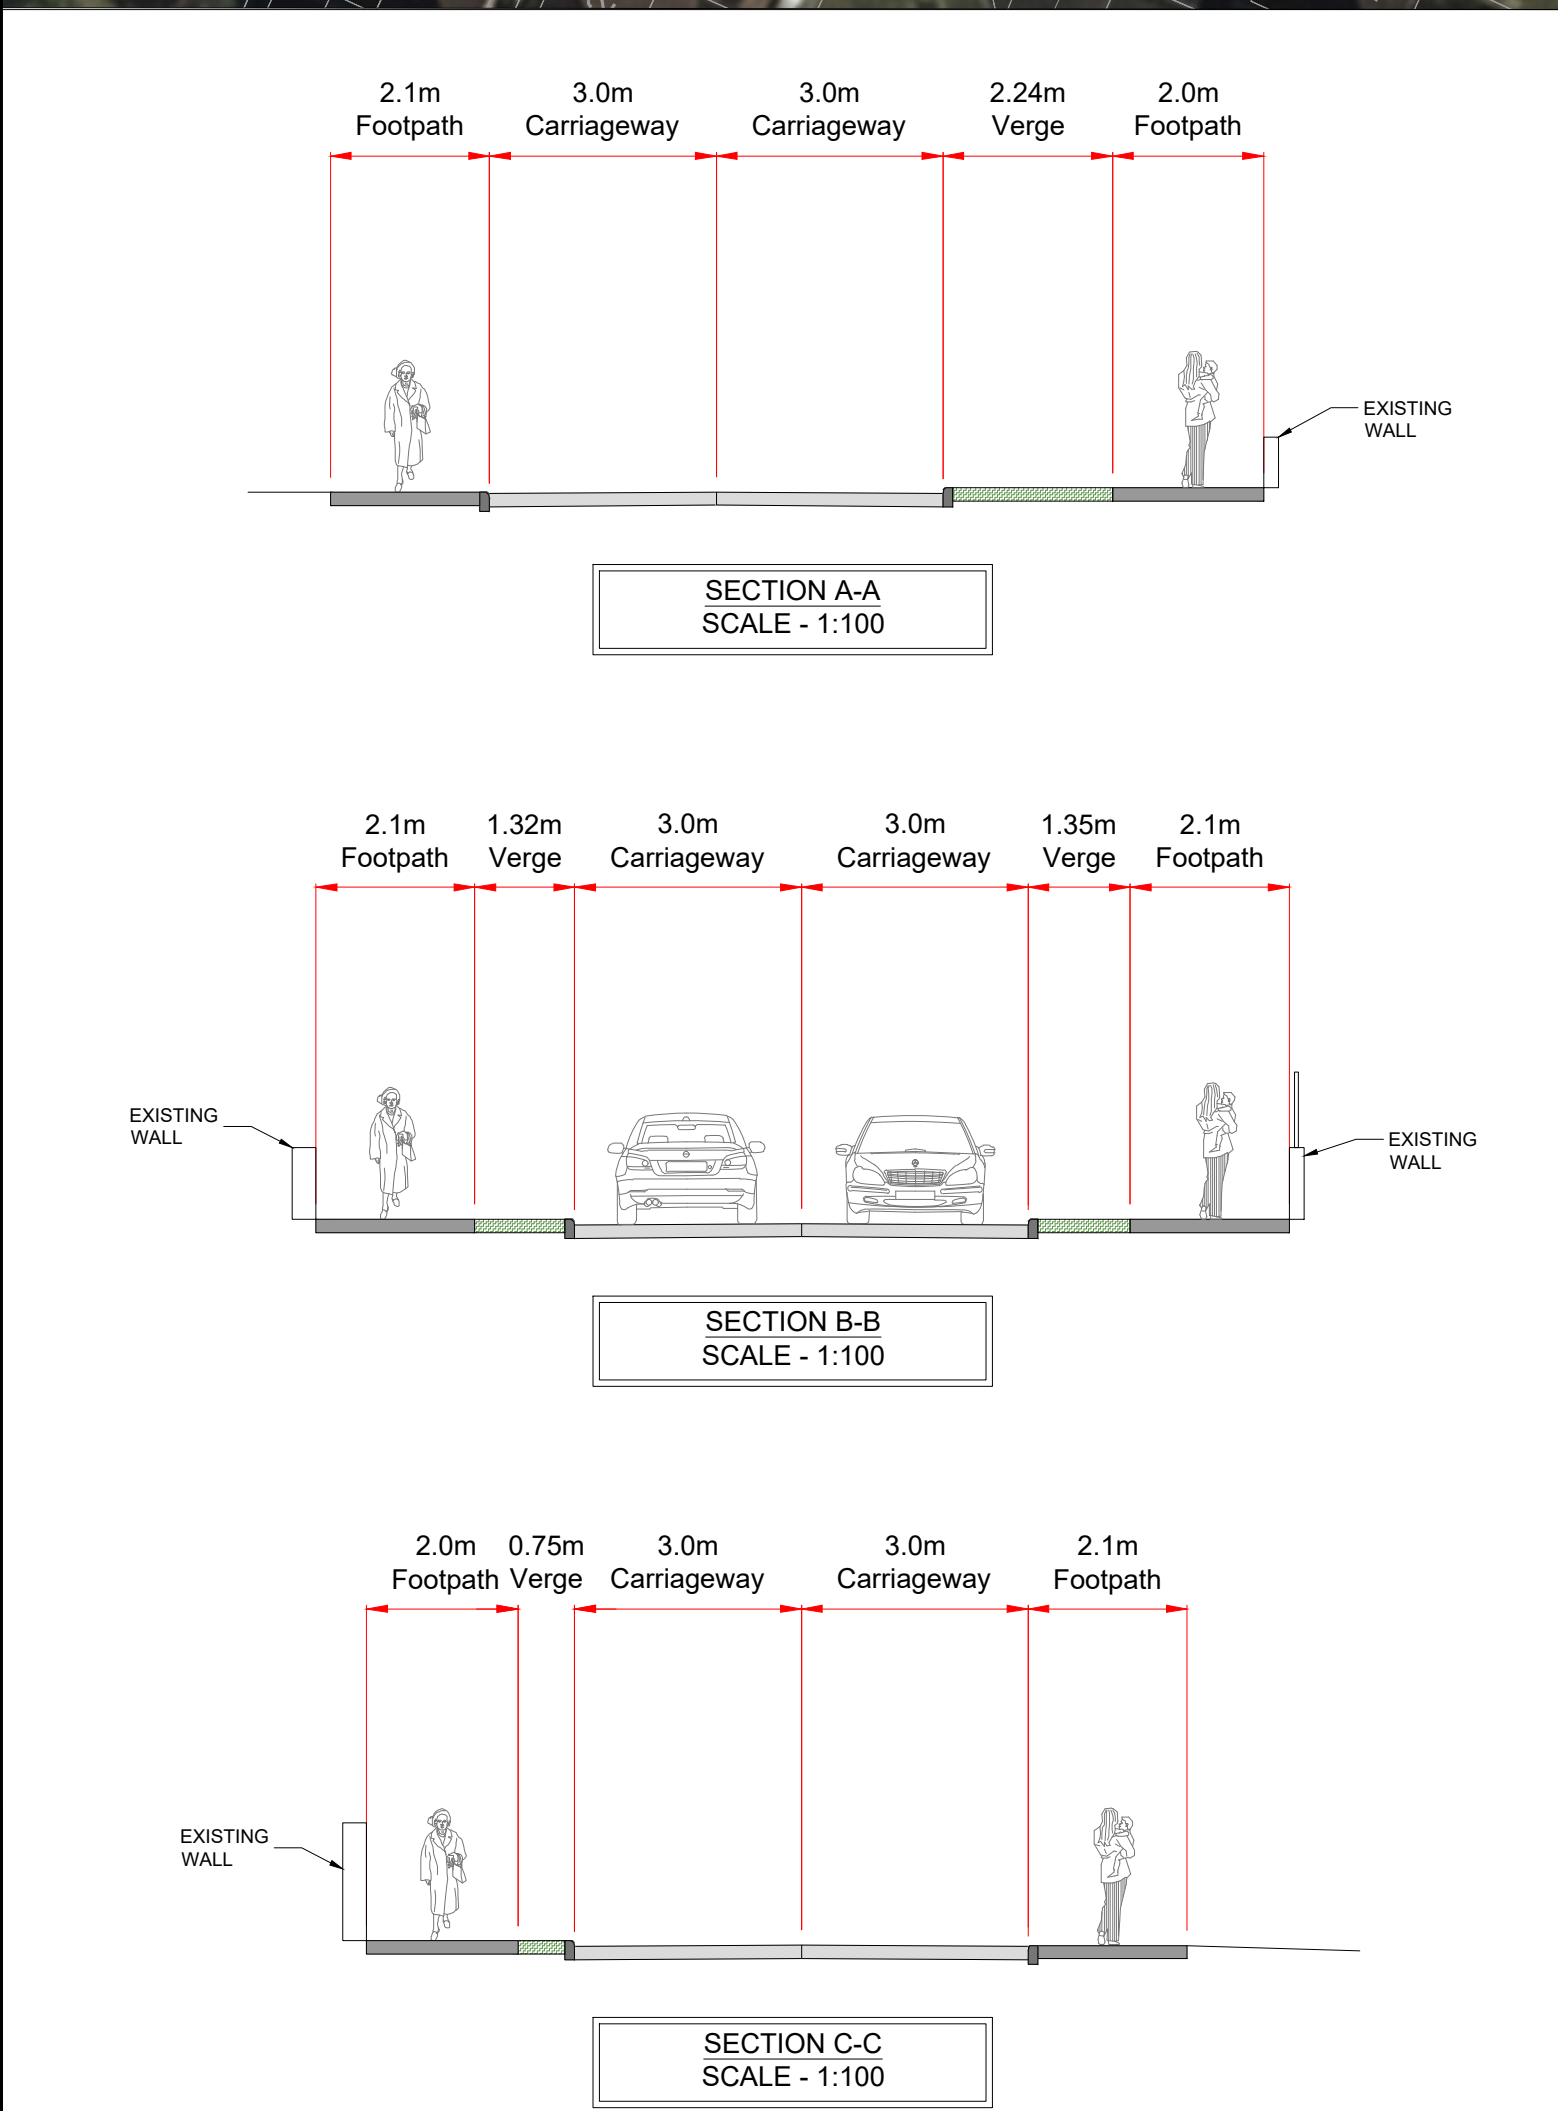 2.1m 3.0m 3.0m 2.24m 2.0m
Footpath Carriageway Carriageway Verge Footpath
EXISTING
WALL
SECTION A-A
SCALE - 1:100
2.1m 1.32m 3.0m 3.0m 1.35m 2.1m
Footpath Verge Carriageway Carriageway Verge Footpath
EXISTING
WALL
EXISTING
WALL
SECTION B-B
SCALE - 1:100
2.0m 0.75m 3.0m 3.0m 2.1m
Footpath Verge Carriageway Carriageway Footpath
EXISTING
WALL
SECTION C-C
SCALE - 1:100